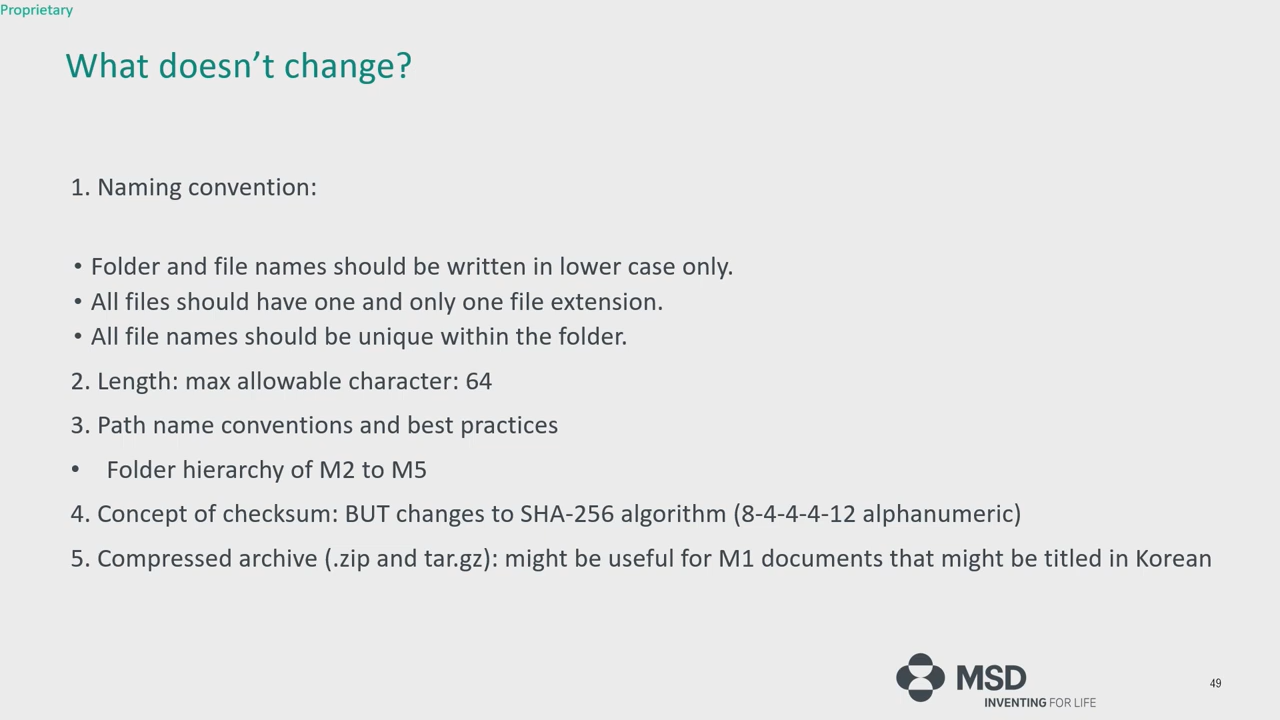 Proprietary
What doesn’t change?
1. Naming convention:
• Folder and file names should be written in lower case only.
• All files should have one and only one file extension.
• All file names should be unique within the folder.
2. Length: max allowable character: 64
3. Path name conventions and best practices
• Folder hierarchy of M2 to M5
4. Concept of checksum: BUT changes to SHA-256 algorithm (8-4-4-4-12 alphanumeric)
5. Compressed archive (.zip and tar.gz): might be useful for M1 documents that might be titled in Korean
MSD
INVENTING FOR LIFE
49